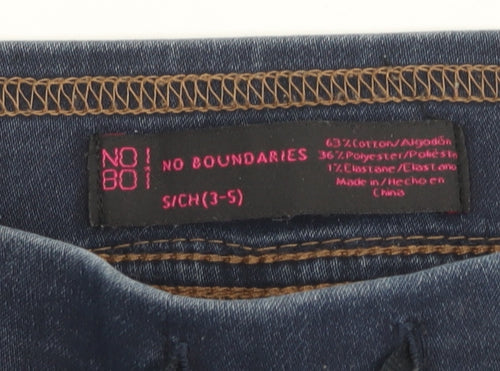 NO
BO
NO BOUNDARIES
S/CH (3-5)
63% Cotton/Algodón
36% Polyester/Poliéste
1% Elastane/Elastano
Made in/Hecho en
China